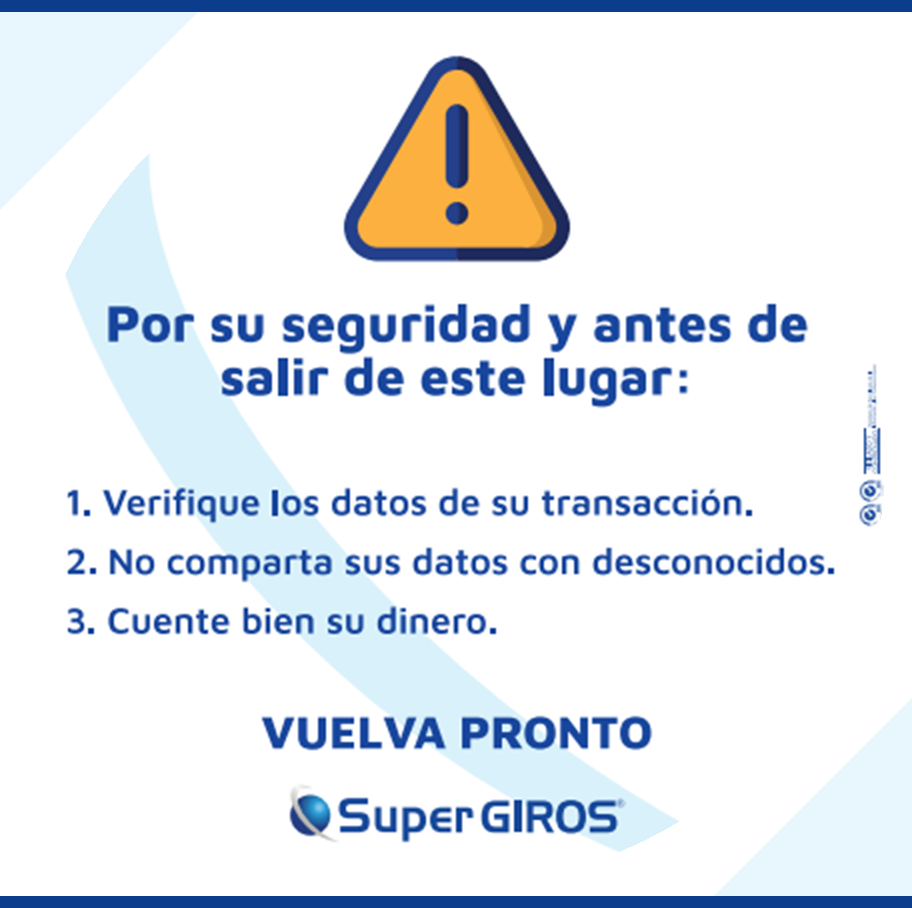 Por su seguridad y antes de
salir de este lugar:
1. Verifique los datos de su transacción.
2. No comparta sus datos con desconocidos.
3. Cuente bien su dinero.
VUELVA PRONTO
SuperGIROS®